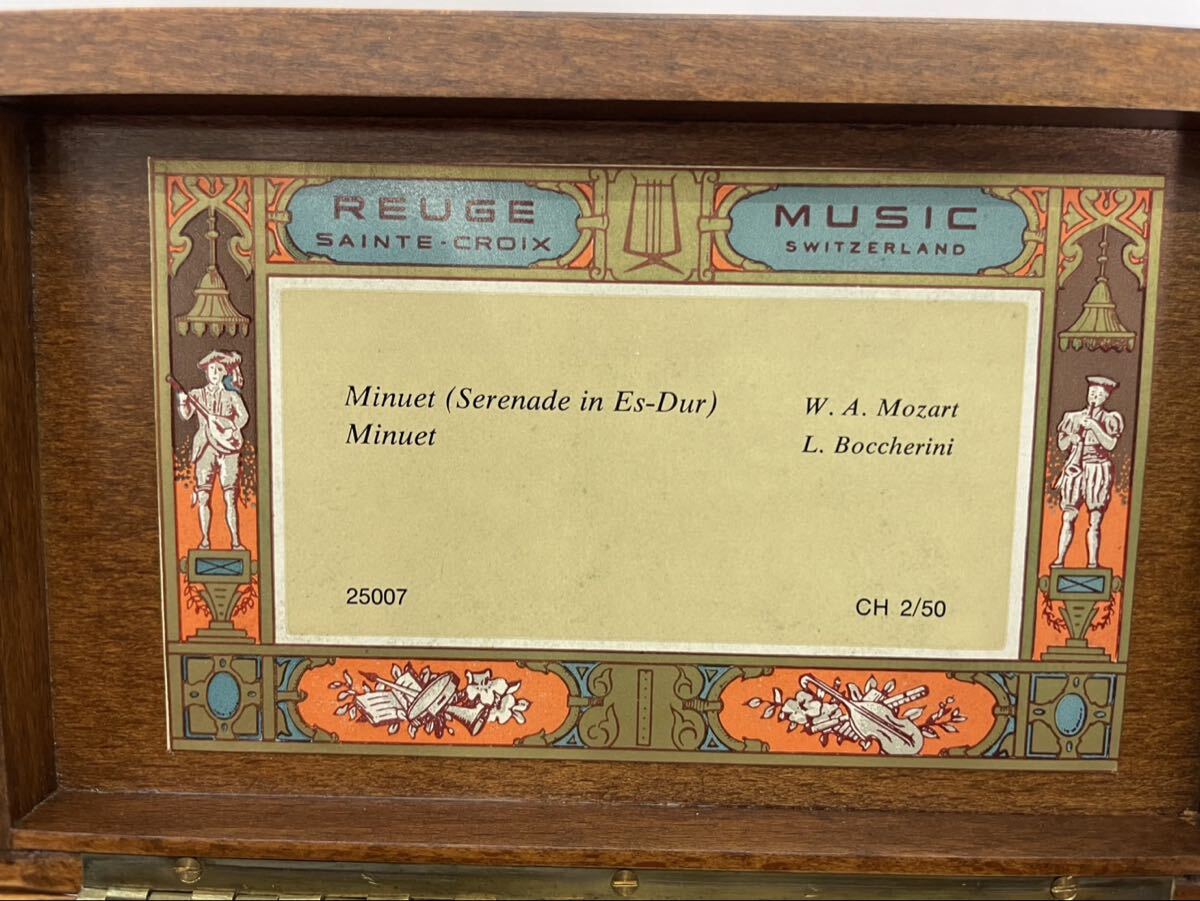 REUGE
SAINTE-CROIX
MUSIC
SWITZERLAND
Minuet (Serenade in Es-Dur) W. A. Mozart
Minuet L. Boccherini
25007 CH 2/50